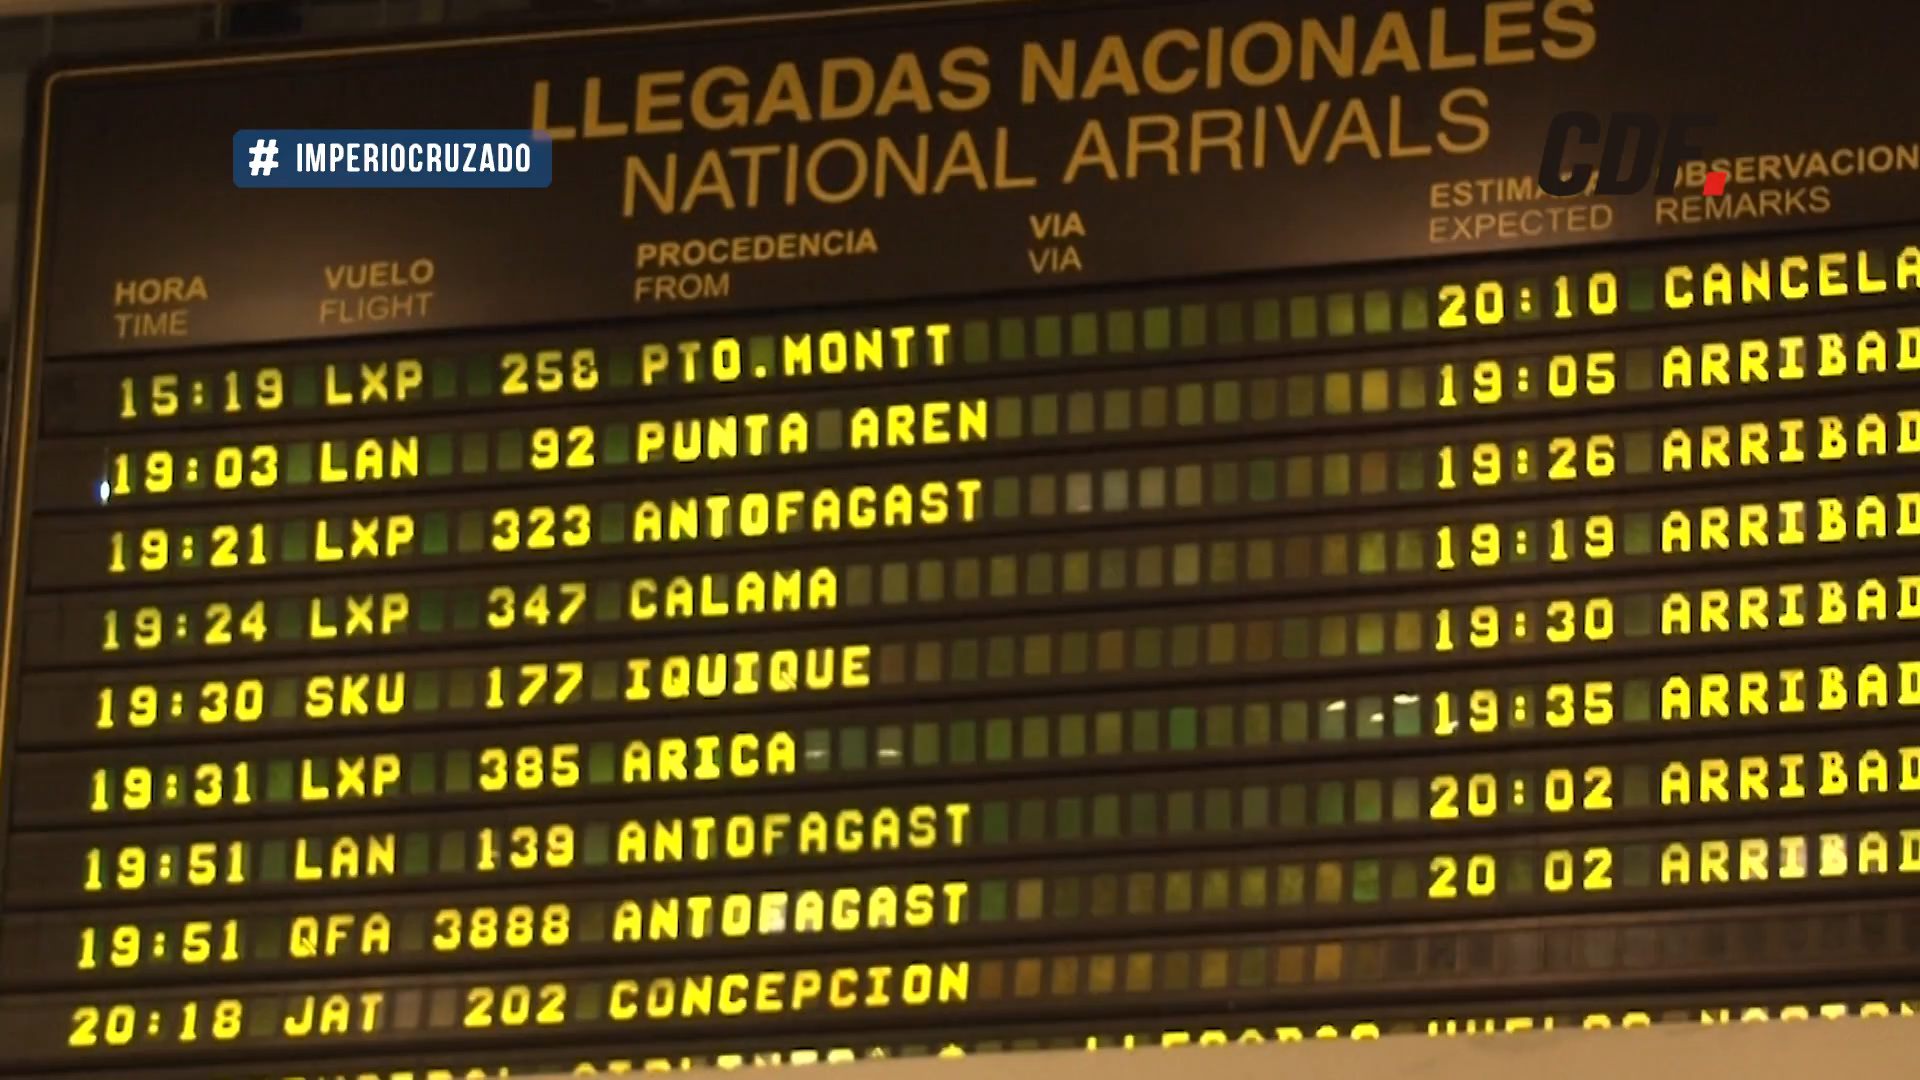 LLEGADAS NACIONALES
NATIONAL ARRIVALS
# IMPERIOCRUZADO
CDF.
HORA VUELO PROCEDENCIA VIA
TIME FLIGHT FROM VIA EXPECTED REMARKS
15:19 LXP PTO.MONTT 20:10 CANCELA
19:03 LAN 92 PUNTA AREN 19:05 ARRIBAD
19:21 LXP 323 ANTOFAGAST 19:26 ARRIBAD
19:24 LXP 347 CALAMA 19:19 ARRIBAD
19:30 SKU 177 IQUIQUE 19:30 ARRIBAD
19:31 LXP 385 ARICA 19:35 ARRIBAD
19:51 LAN 139 ANTOFAGAST 20:02 ARRIBAD
19:51 QFA 3888 ANTOFAGAST 20 02 ARRIBAD
20:18 JAT 202 CONCEPCION